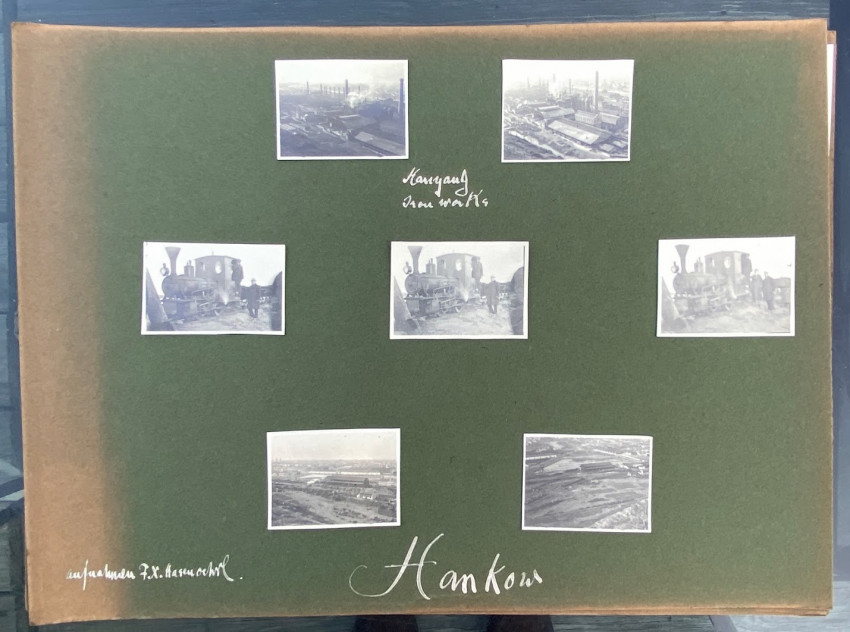 Hanyang
Iron works
Hankow
aufnahmen F.X. Hasenoehrl.